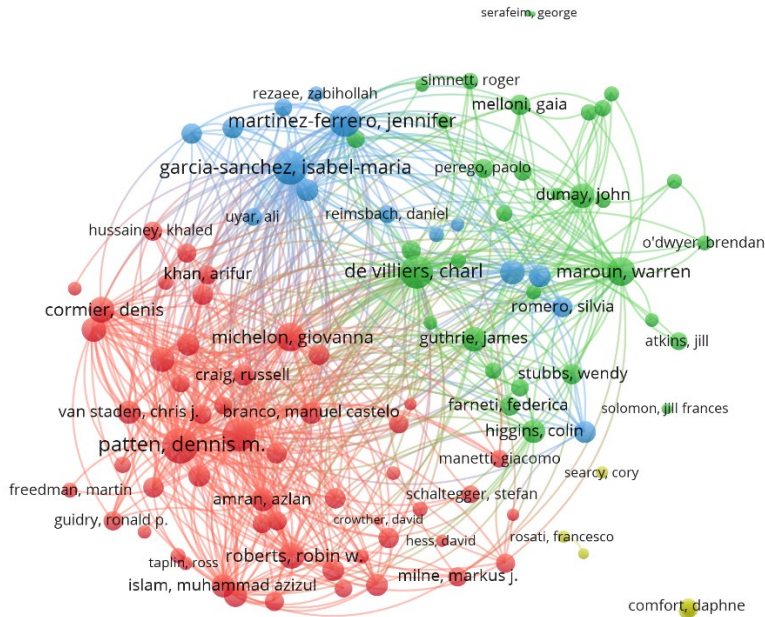 serafeim, george
simnett, roger
rezaee, zabihollah
melloni, gaia
martinez-ferrero, jennifer
garcia-sanchez, isabel-maria
perego, paolo
dumay, john
uyar, ali
reimsbach, daniel
hussainey, khaled
o'dwyer, brendan
khan, arifur
de villiers, charl
maroun, warren
cormier, denis
romero, silvia
michelon, giovanna
guthrie, james
atkins, jill
craig, russell
stubbs, wendy
van staden, chris j.
branco, manuel castelo
farneti, federica
solomon, jill frances
higgins, colin
patten, dennis m.
manetti, giacomo
searcy, cory
freedman, martin
amran, azlan
schaltegger, stefan
guidry, ronald p.
crowther, david
hess, david
rosati, francesco
taplin, ross
roberts, robin w.
islam, muhammad azizul
milne, markus j.
comfort, daphne